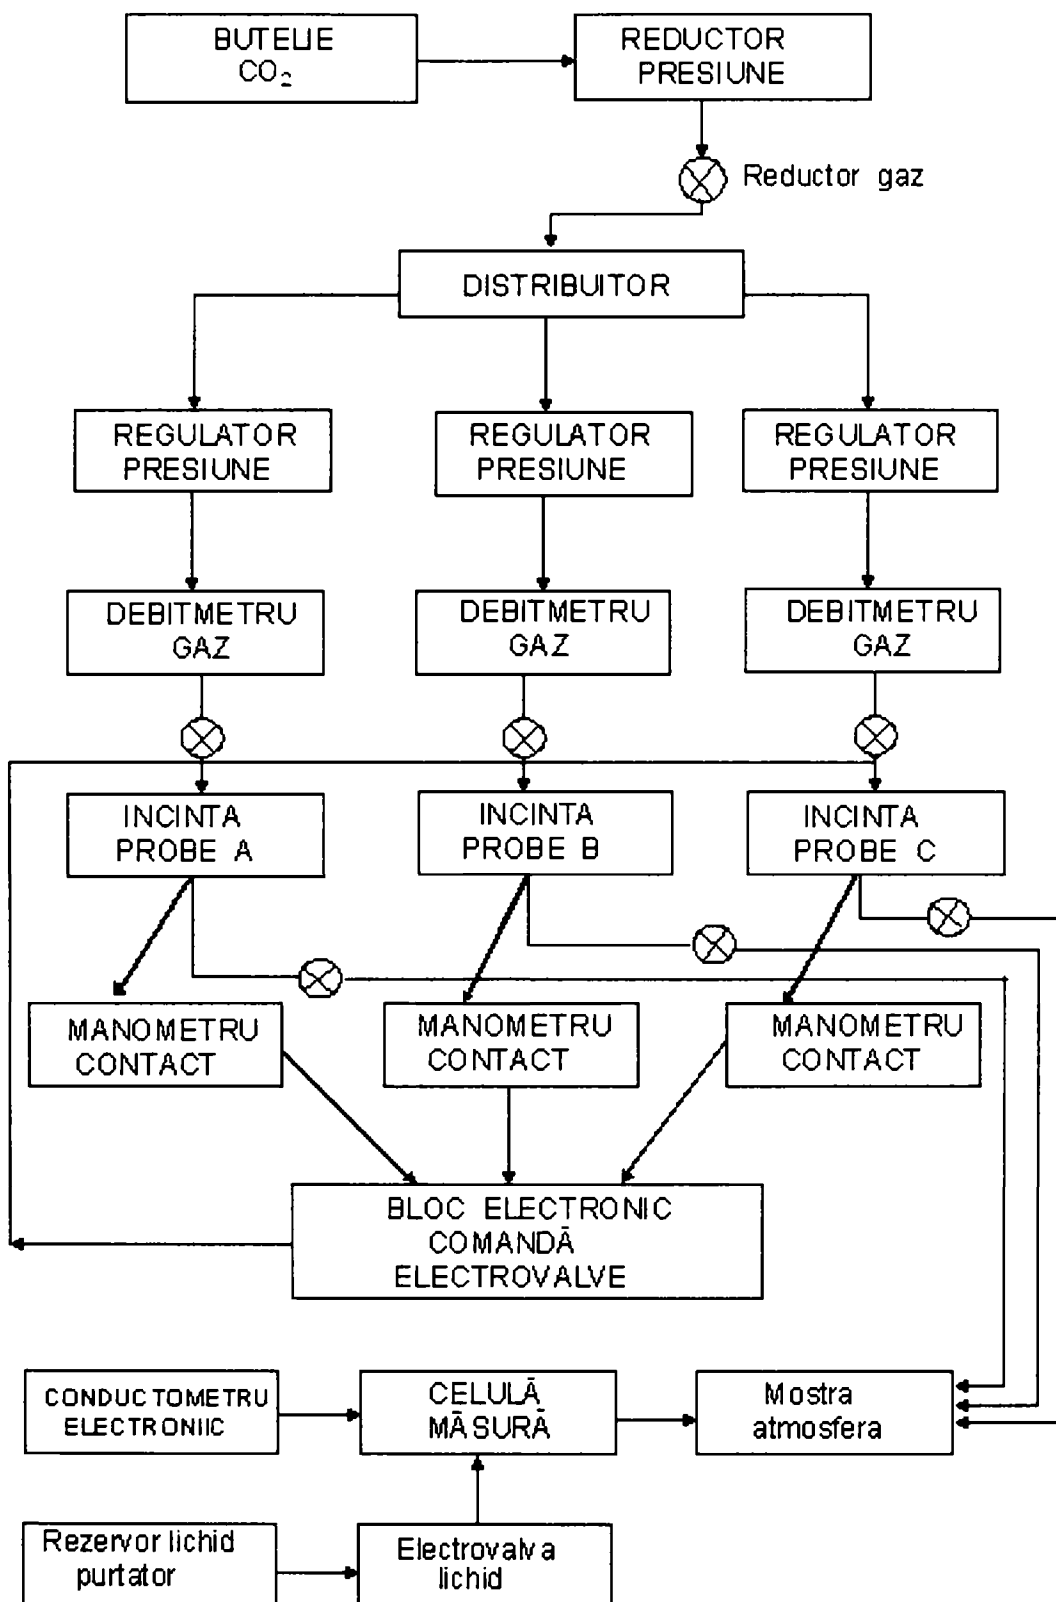 BUTELIE
CO₂
REDUCTOR
PRESIUNE
Reductor gaz
DISTRIBUITOR
REGULATOR
PRESIUNE
REGULATOR
PRESIUNE
REGULATOR
PRESIUNE
DEBITMETRU
GAZ
DEBITMETRU
GAZ
DEBITMETRU
GAZ
INCINTA
PROBE A
INCINTA
PROBE B
INCINTA
PROBE C
MANOMETRU
CONTACT
MANOMETRU
CONTACT
MANOMETRU
CONTACT
BLOC ELECTRONIC
COMANDĂ
ELECTROVALVE
CONDUCTOMETRU
ELECTRONIIC
CELULĂ
MĂSURĂ
Mostra
atmosfera
Rezervor lichid
purtator
Electrovalva
lichid